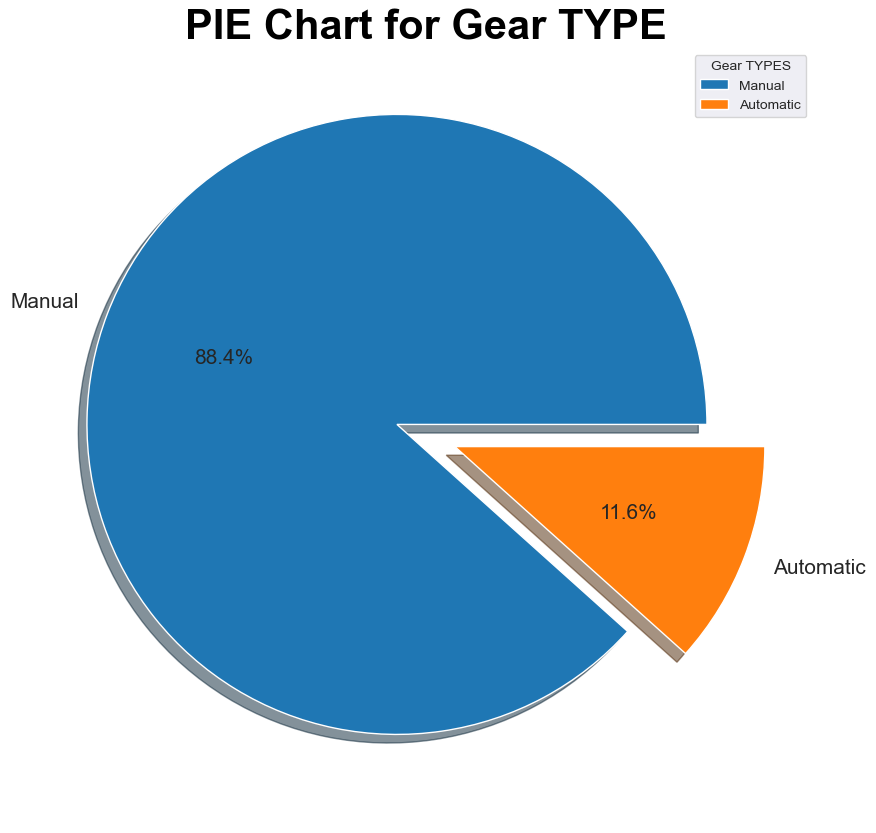 PIE Chart for Gear TYPE
Gear TYPES
Manual
Automatic
Manual
88.4%
11.6%
Automatic